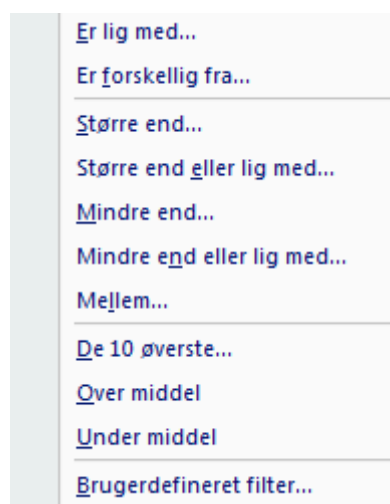 Er lig med...
Er forskellig fra...
Større end...
Større end eller lig med...
Mindre end...
Mindre end eller lig med...
Mellem...
De 10 øverste...
Over middel
Under middel
Brugerdefineret filter...